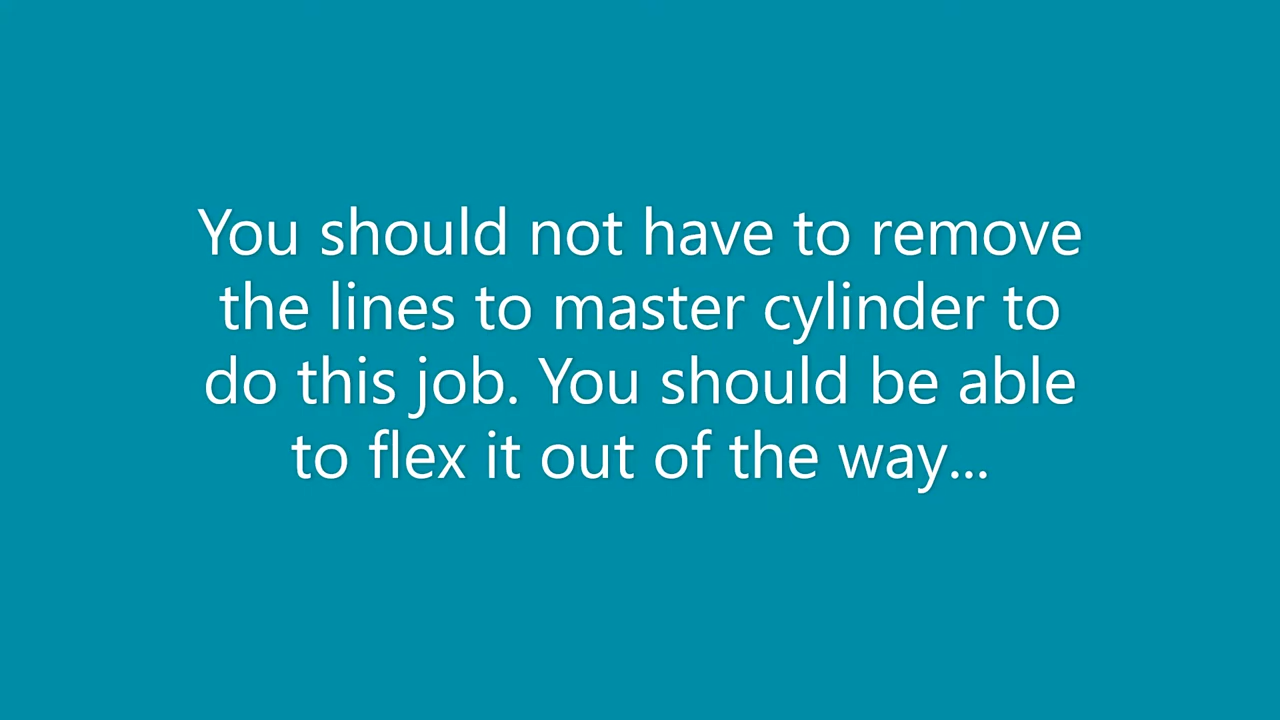 You should not have to remove
the lines to master cylinder to
do this job. You should be able
to flex it out of the way...